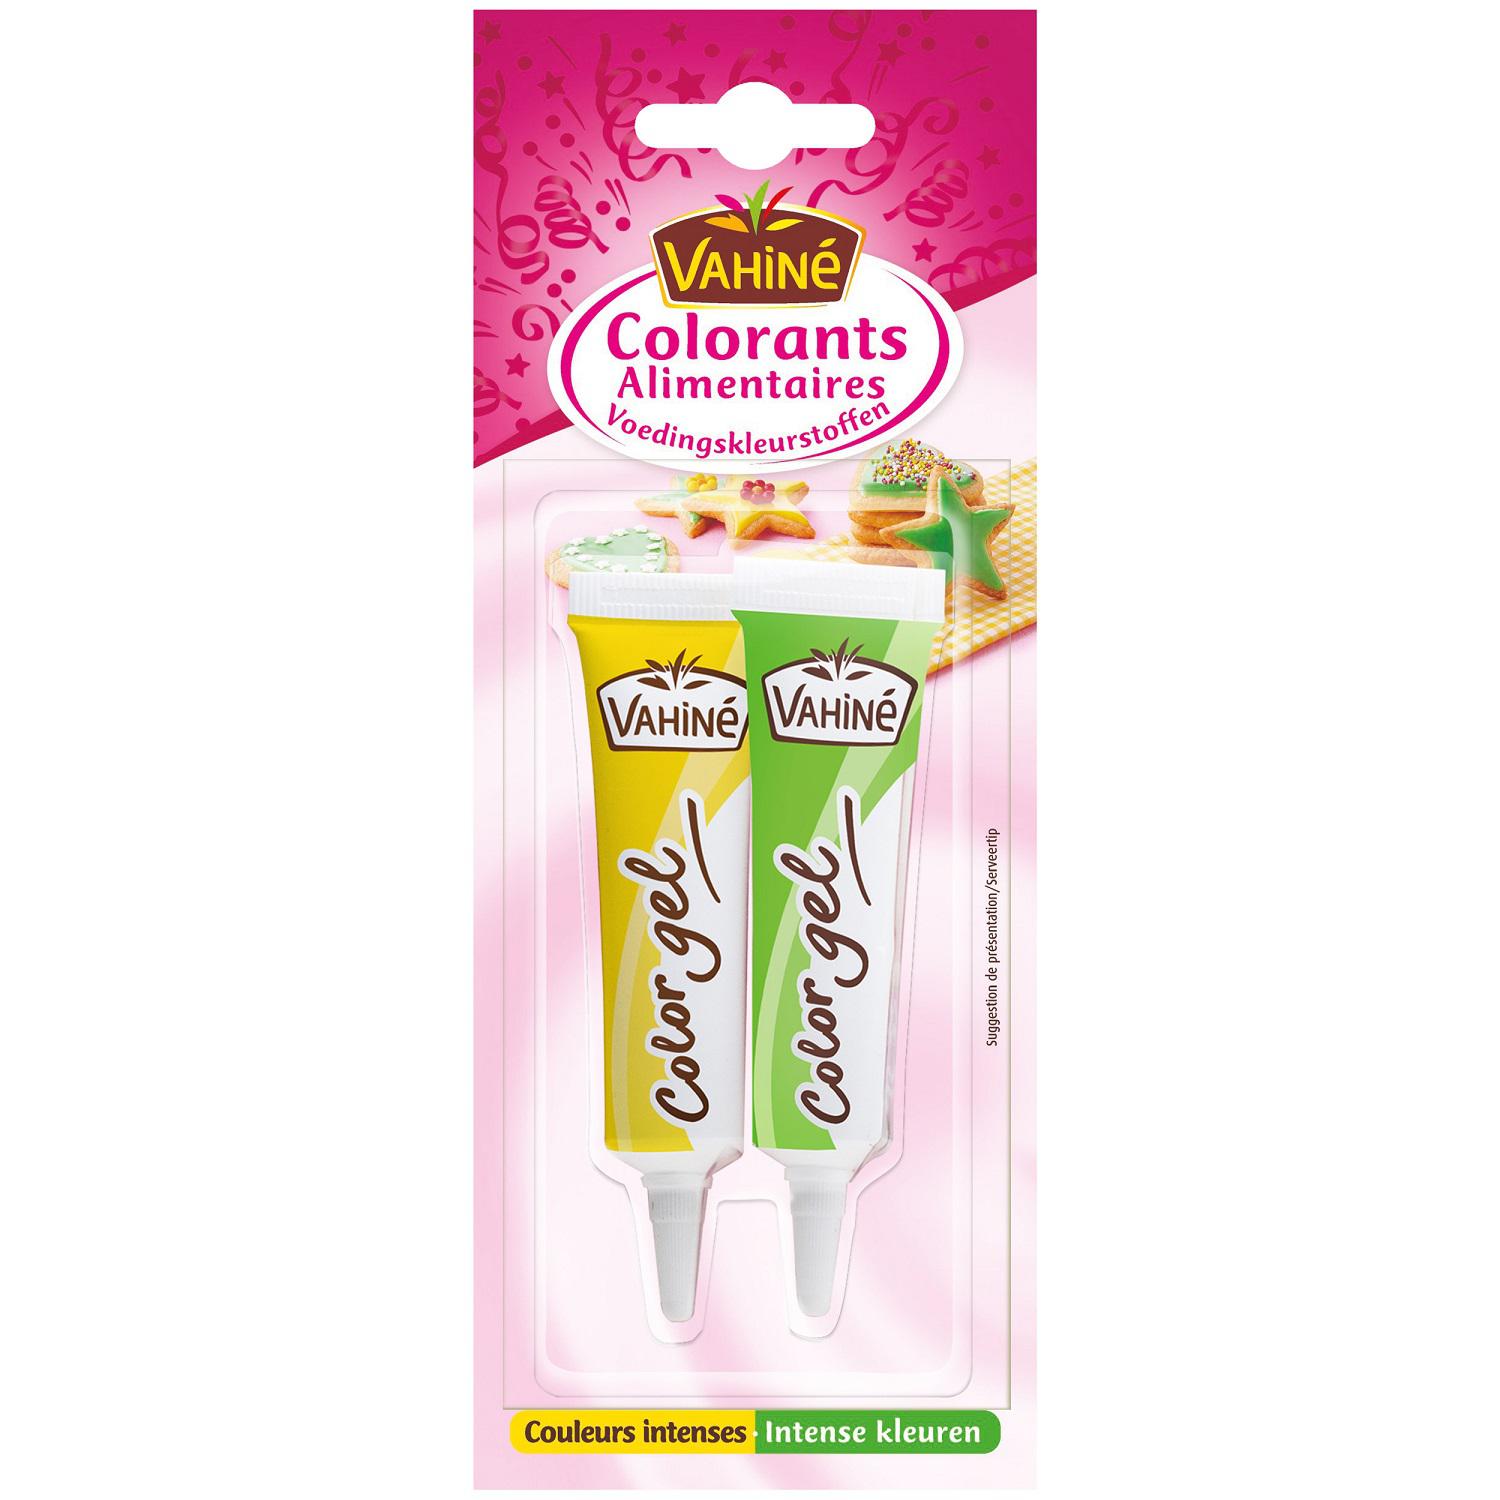 VAHINÉ
Colorants
Alimentaires
Voedingskleurstoffen
VAHINÉ
Color gel
VAHINÉ
Color gel
Suggestion de présentation/Serveertip
Couleurs intenses · Intense kleuren